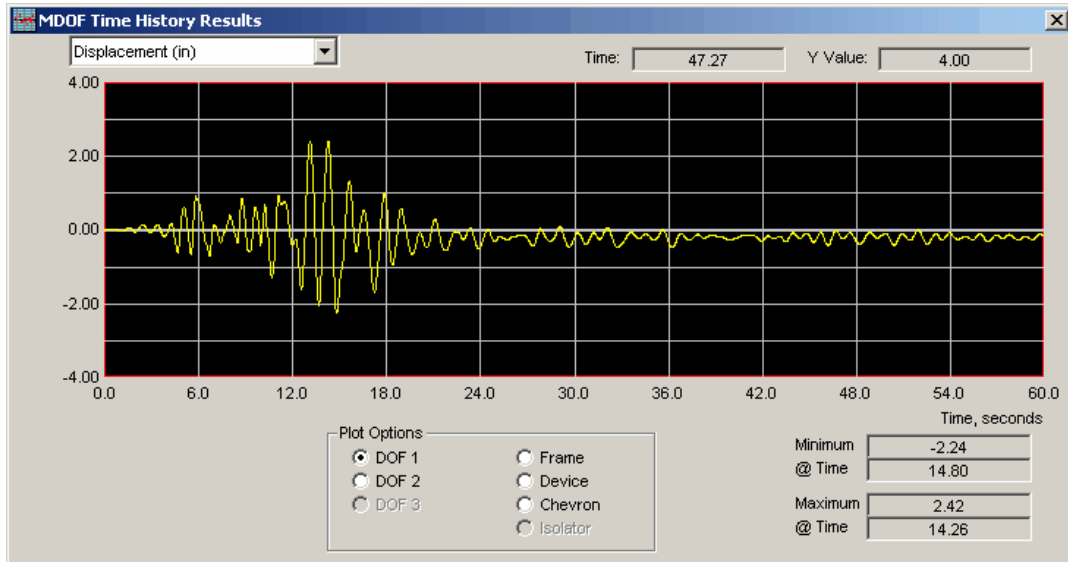 MDOF Time History Results
Displacement (in)
Time: 47.27 Y Value: 4.00
4.00
2.00
0.00
-2.00
-4.00
0.0 6.0 12.0 18.0 24.0 30.0 36.0 42.0 48.0 54.0 60.0
Time, seconds
Plot Options
DOF 1 Frame
DOF 2 Device
DOF 3 Chevron
Isolator
Minimum -2.24
@ Time 14.80
Maximum 2.42
@ Time 14.26